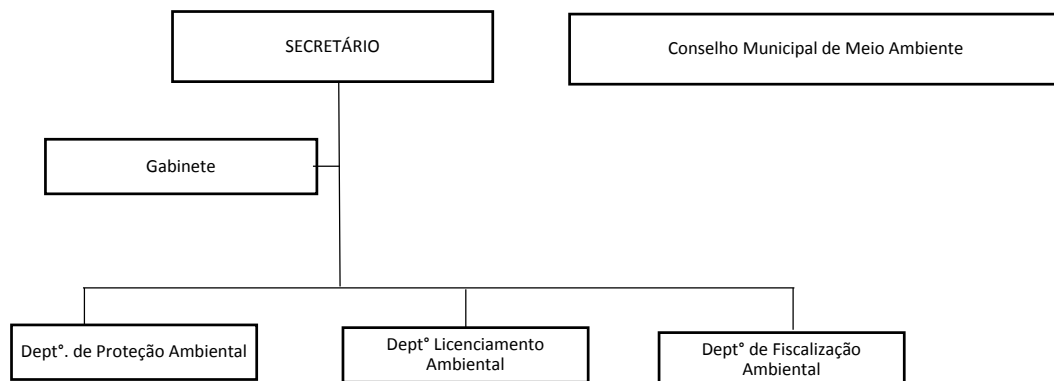 SECRETÁRIO
Conselho Municipal de Meio Ambiente
Gabinete
Dept°. de Proteção Ambiental
Dept° Licenciamento
Ambiental
Dept° de Fiscalização
Ambiental